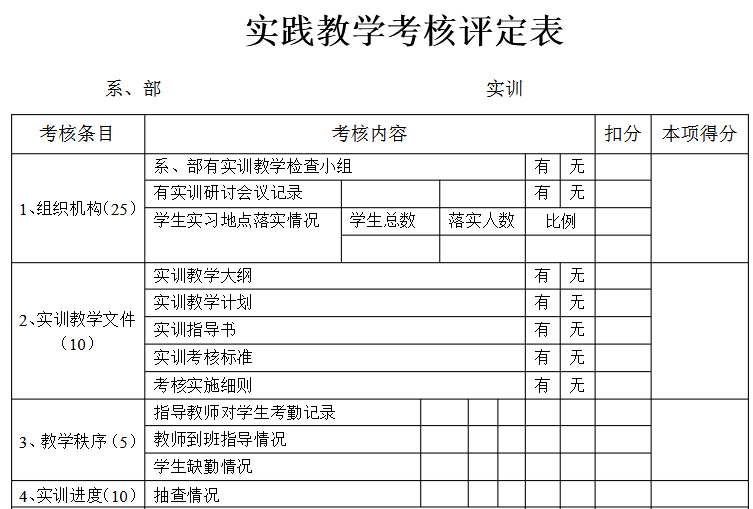 实践教学考核评定表
系、部 实训
考核条目 考核内容 扣分 本项得分
1、组织机构（25） 系、部有实训教学检查小组 有 无
有实训研讨会议记录 有 无
学生实习地点落实情况 学生总数 落实人数 比例
2、实训教学文件
（10）
实训教学大纲 有 无
实训教学计划 有 无
实训指导书 有 无
实训考核标准 有 无
考核实施细则 有 无
3、教学秩序（5） 指导教师对学生考勤记录
教师到班指导情况
学生缺勤情况
4、实训进度（10） 抽查情况